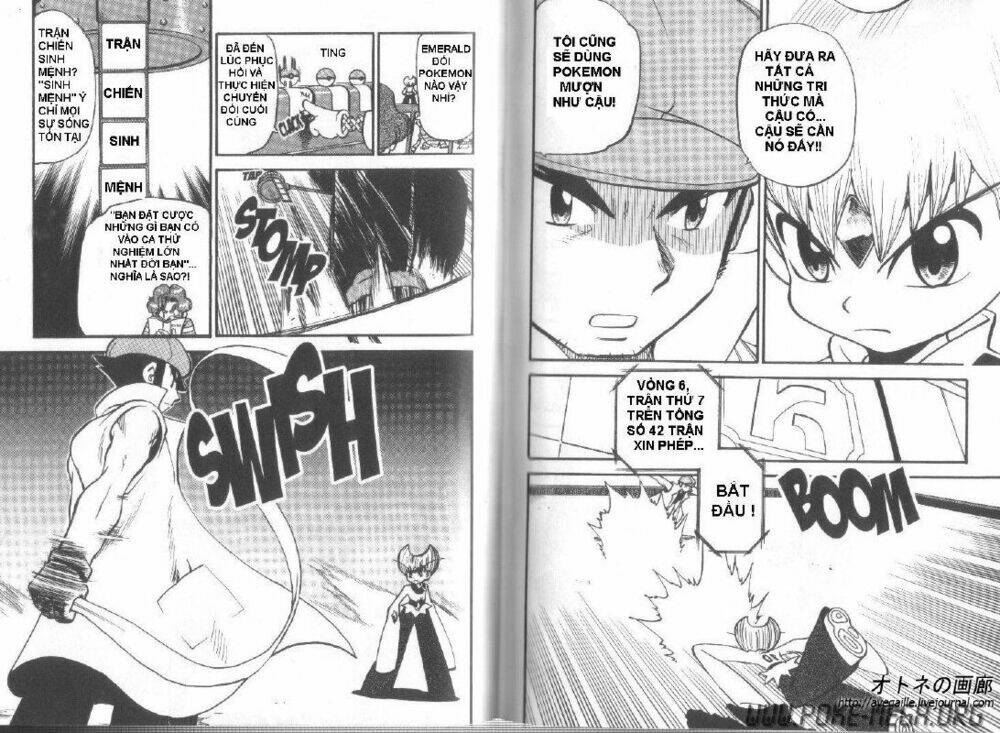 HÃY ĐƯA RA
TẤT CẢ
NHỮNG TRI
THỨC MÀ
CẬU CÓ...
CẬU SẼ CẦN
NÓ ĐẤY!!
TÔI CŨNG
SẼ DÙNG
POKEMON
MƯỢN
NHƯ CẬU!
VÒNG 6,
TRẬN THỨ 7
TRÊN TỔNG
SỐ 42 TRẬN
XIN PHÉP...
BẮT
ĐẦU !
BOOM
EMERALD
ĐỔI
POKEMON
NÀO VẬY
NHỈ?
TING
CLICK
ĐÃ ĐẾN
LÚC PHỤC
HỒI VÀ
THỰC HIỆN
CHUYẾN
ĐỔI CUỐI
CÙNG
TAP
STOMP
TRẬN
CHIẾN
SINH
MỆNH
TRẬN
CHIẾN
SINH
MỆNH?
"SINH
MỆNH" Ý
CHỈ MỌI
SỰ SỐNG
TỒN TẠI
"BẠN ĐẶT CƯỢC
NHỮNG GÌ BẠN CÓ
VÀO CA THỬ
NGHIỆM LỚN
NHẤT ĐỜI BẠN"...
NGHĨA LÀ SAO?!
SWISH
オトネの画廊
http://avegaille.livejournal.com
WWW.POKE-MEGA.ORG